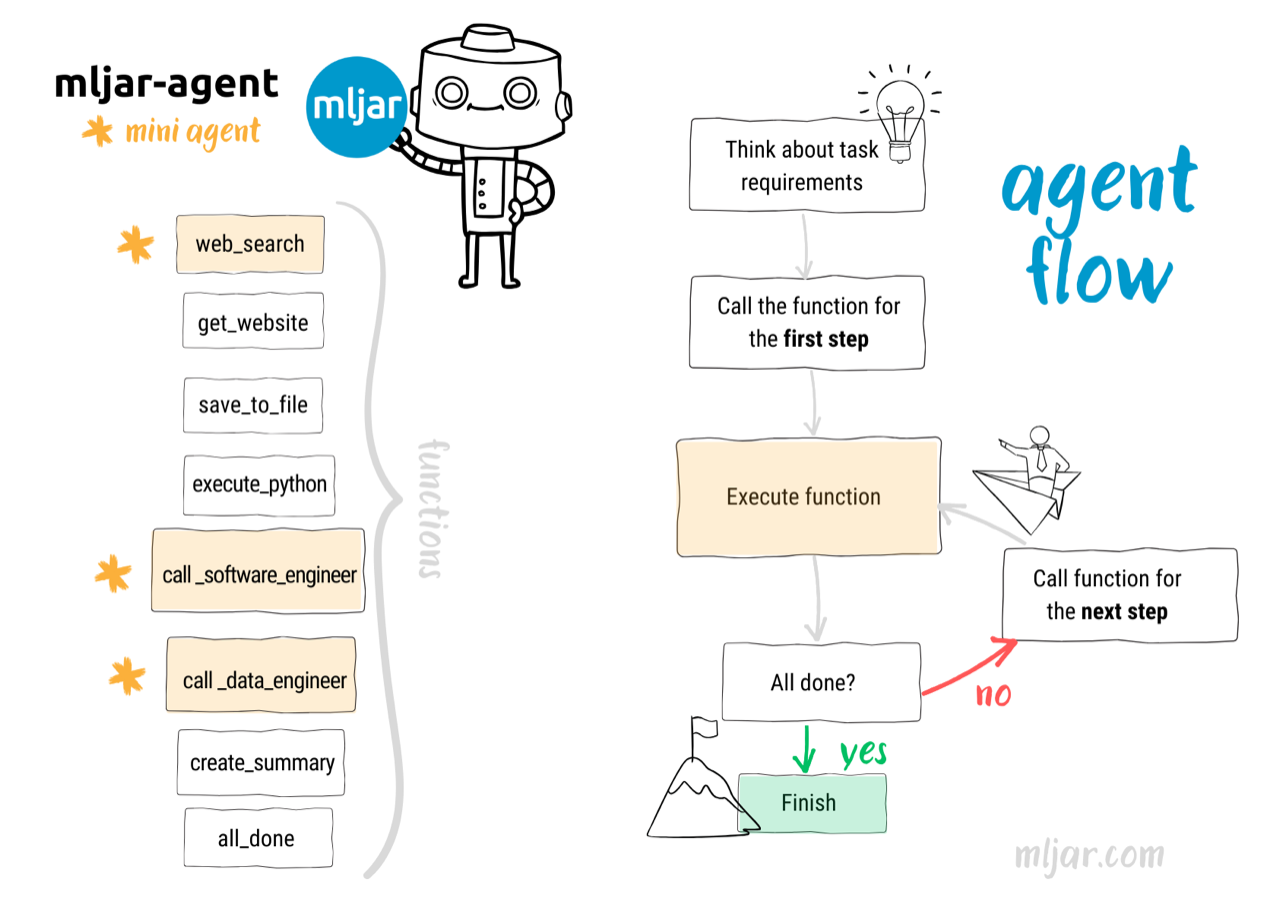 mljar-agent
* mini agent
mljar
* web_search
get_website
save_to_file
execute_python
* call _software_engineer
* call _data_engineer
create_summary
all_done
functions
agent
flow
Think about task
requirements
Call the function for
the first step
Execute function
Call function for
the next step
All done?
no
yes
Finish
mljar.com